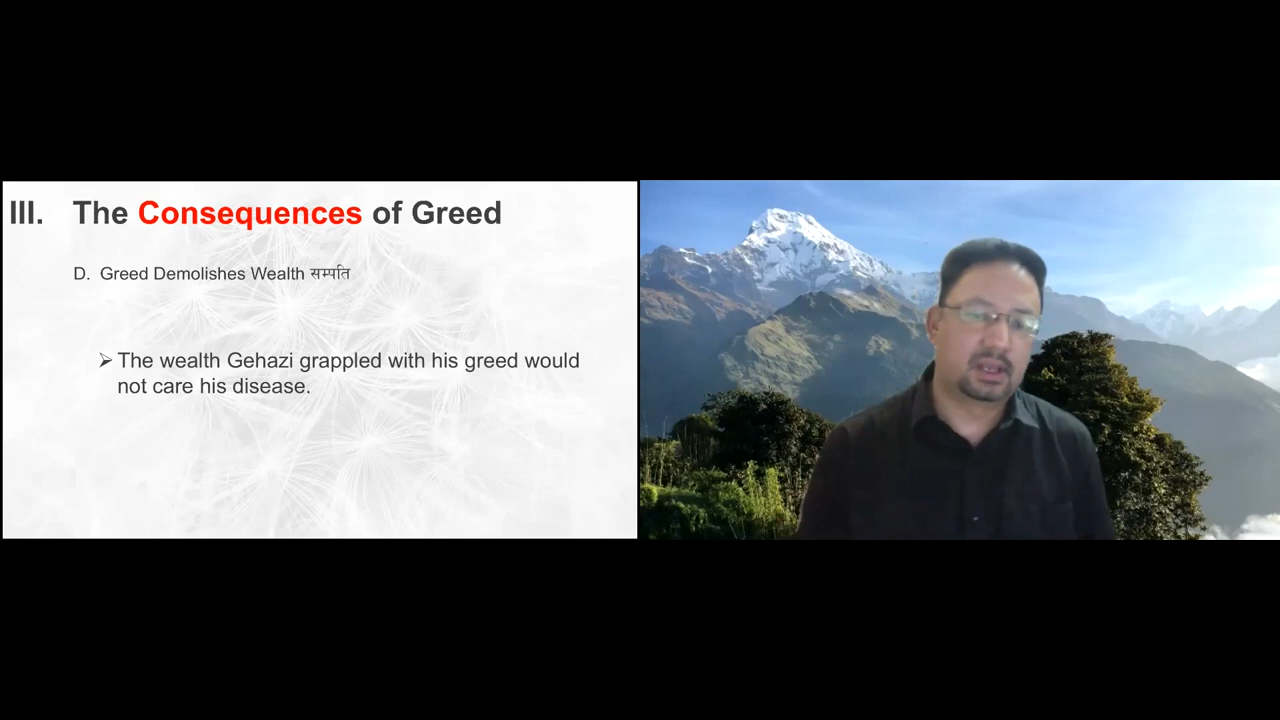 III. The Consequences of Greed
D. Greed Demolishes Wealth सम्पति
➢ The wealth Gehazi grappled with his greed would
not care his disease.